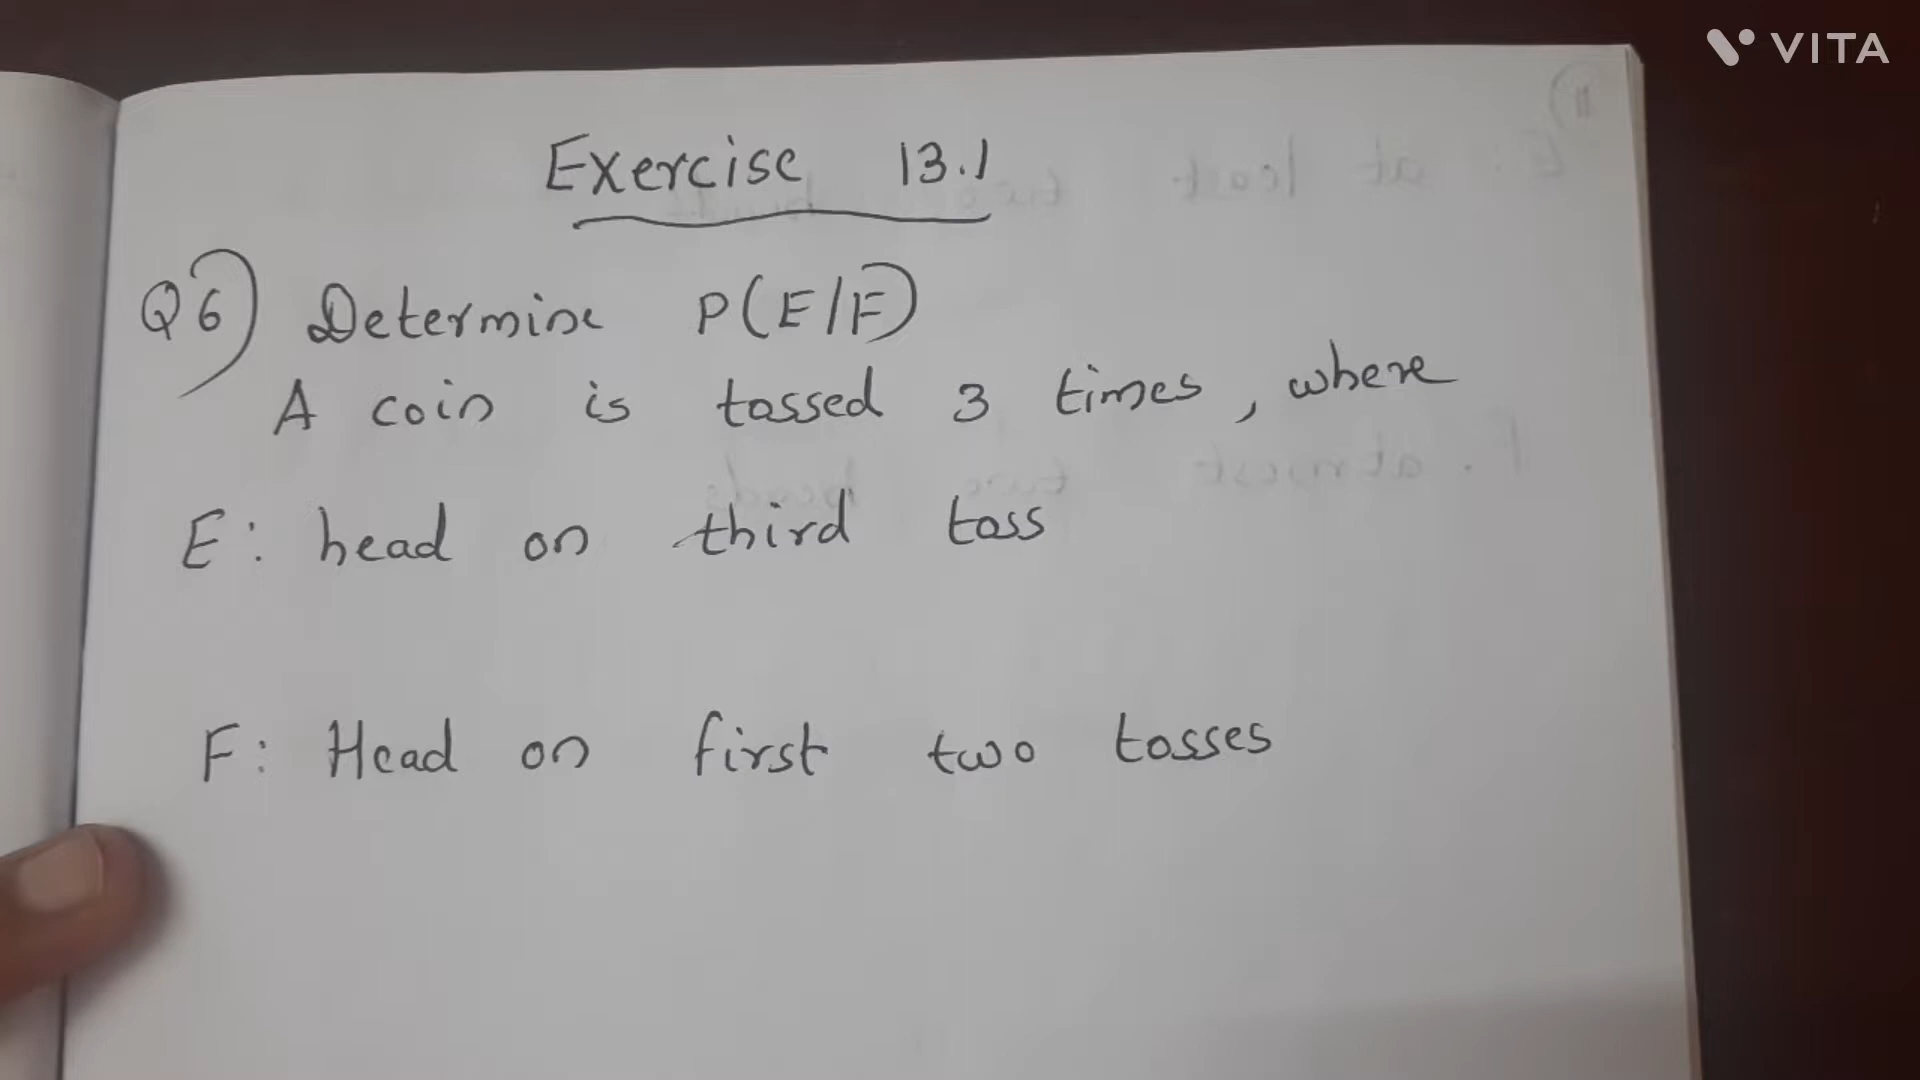 VITA
Exercise 13.1
Q6) Determine P(E/F)
A coin is tossed 3 times, where
E: head on third toss
F: Head on first two tosses